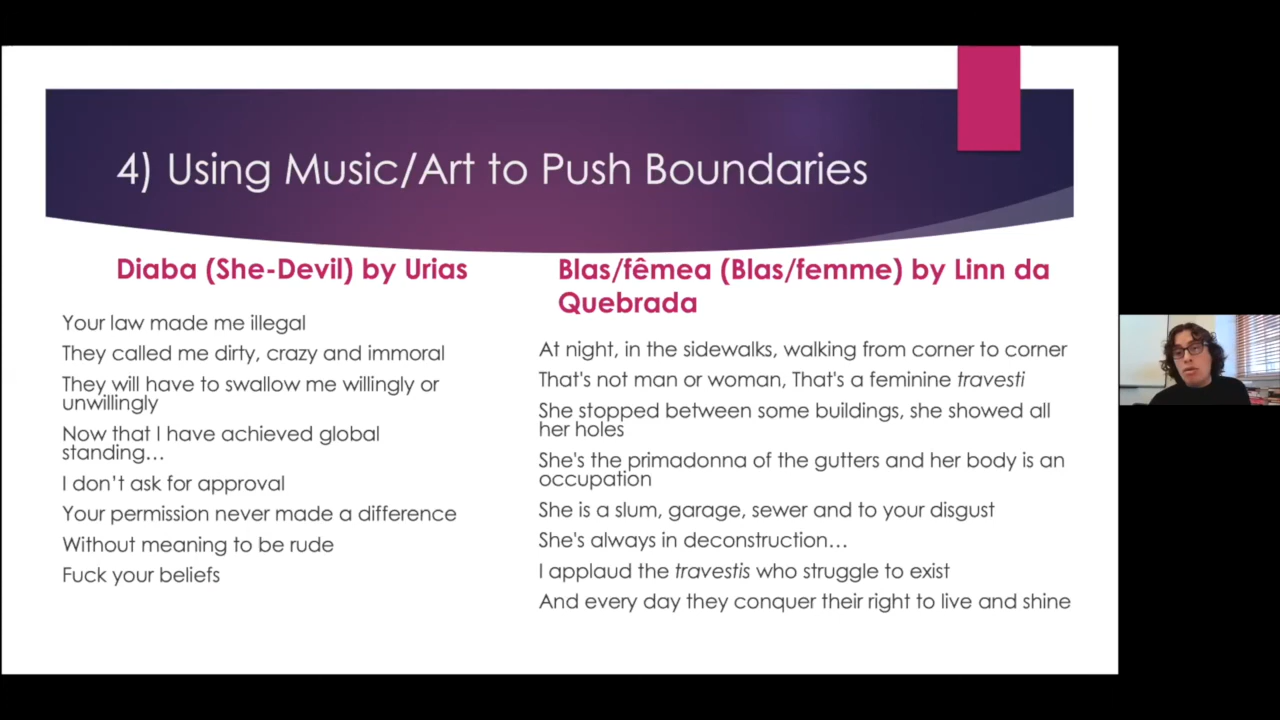 4) Using Music/Art to Push Boundaries
Diaba (She-Devil) by Urias
Your law made me illegal
They called me dirty, crazy and immoral
They will have to swallow me willingly or
unwillingly
Now that I have achieved global
standing…
I don’t ask for approval
Your permission never made a difference
Without meaning to be rude
Fuck your beliefs
Blas/fêmea (Blas/femme) by Linn da
Quebrada
At night, in the sidewalks, walking from corner to corner
That's not man or woman, That's a feminine travesti
She stopped between some buildings, she showed all
her holes
She's the primadonna of the gutters and her body is an
occupation
She is a slum, garage, sewer and to your disgust
She's always in deconstruction…
I applaud the travestis who struggle to exist
And every day they conquer their right to live and shine